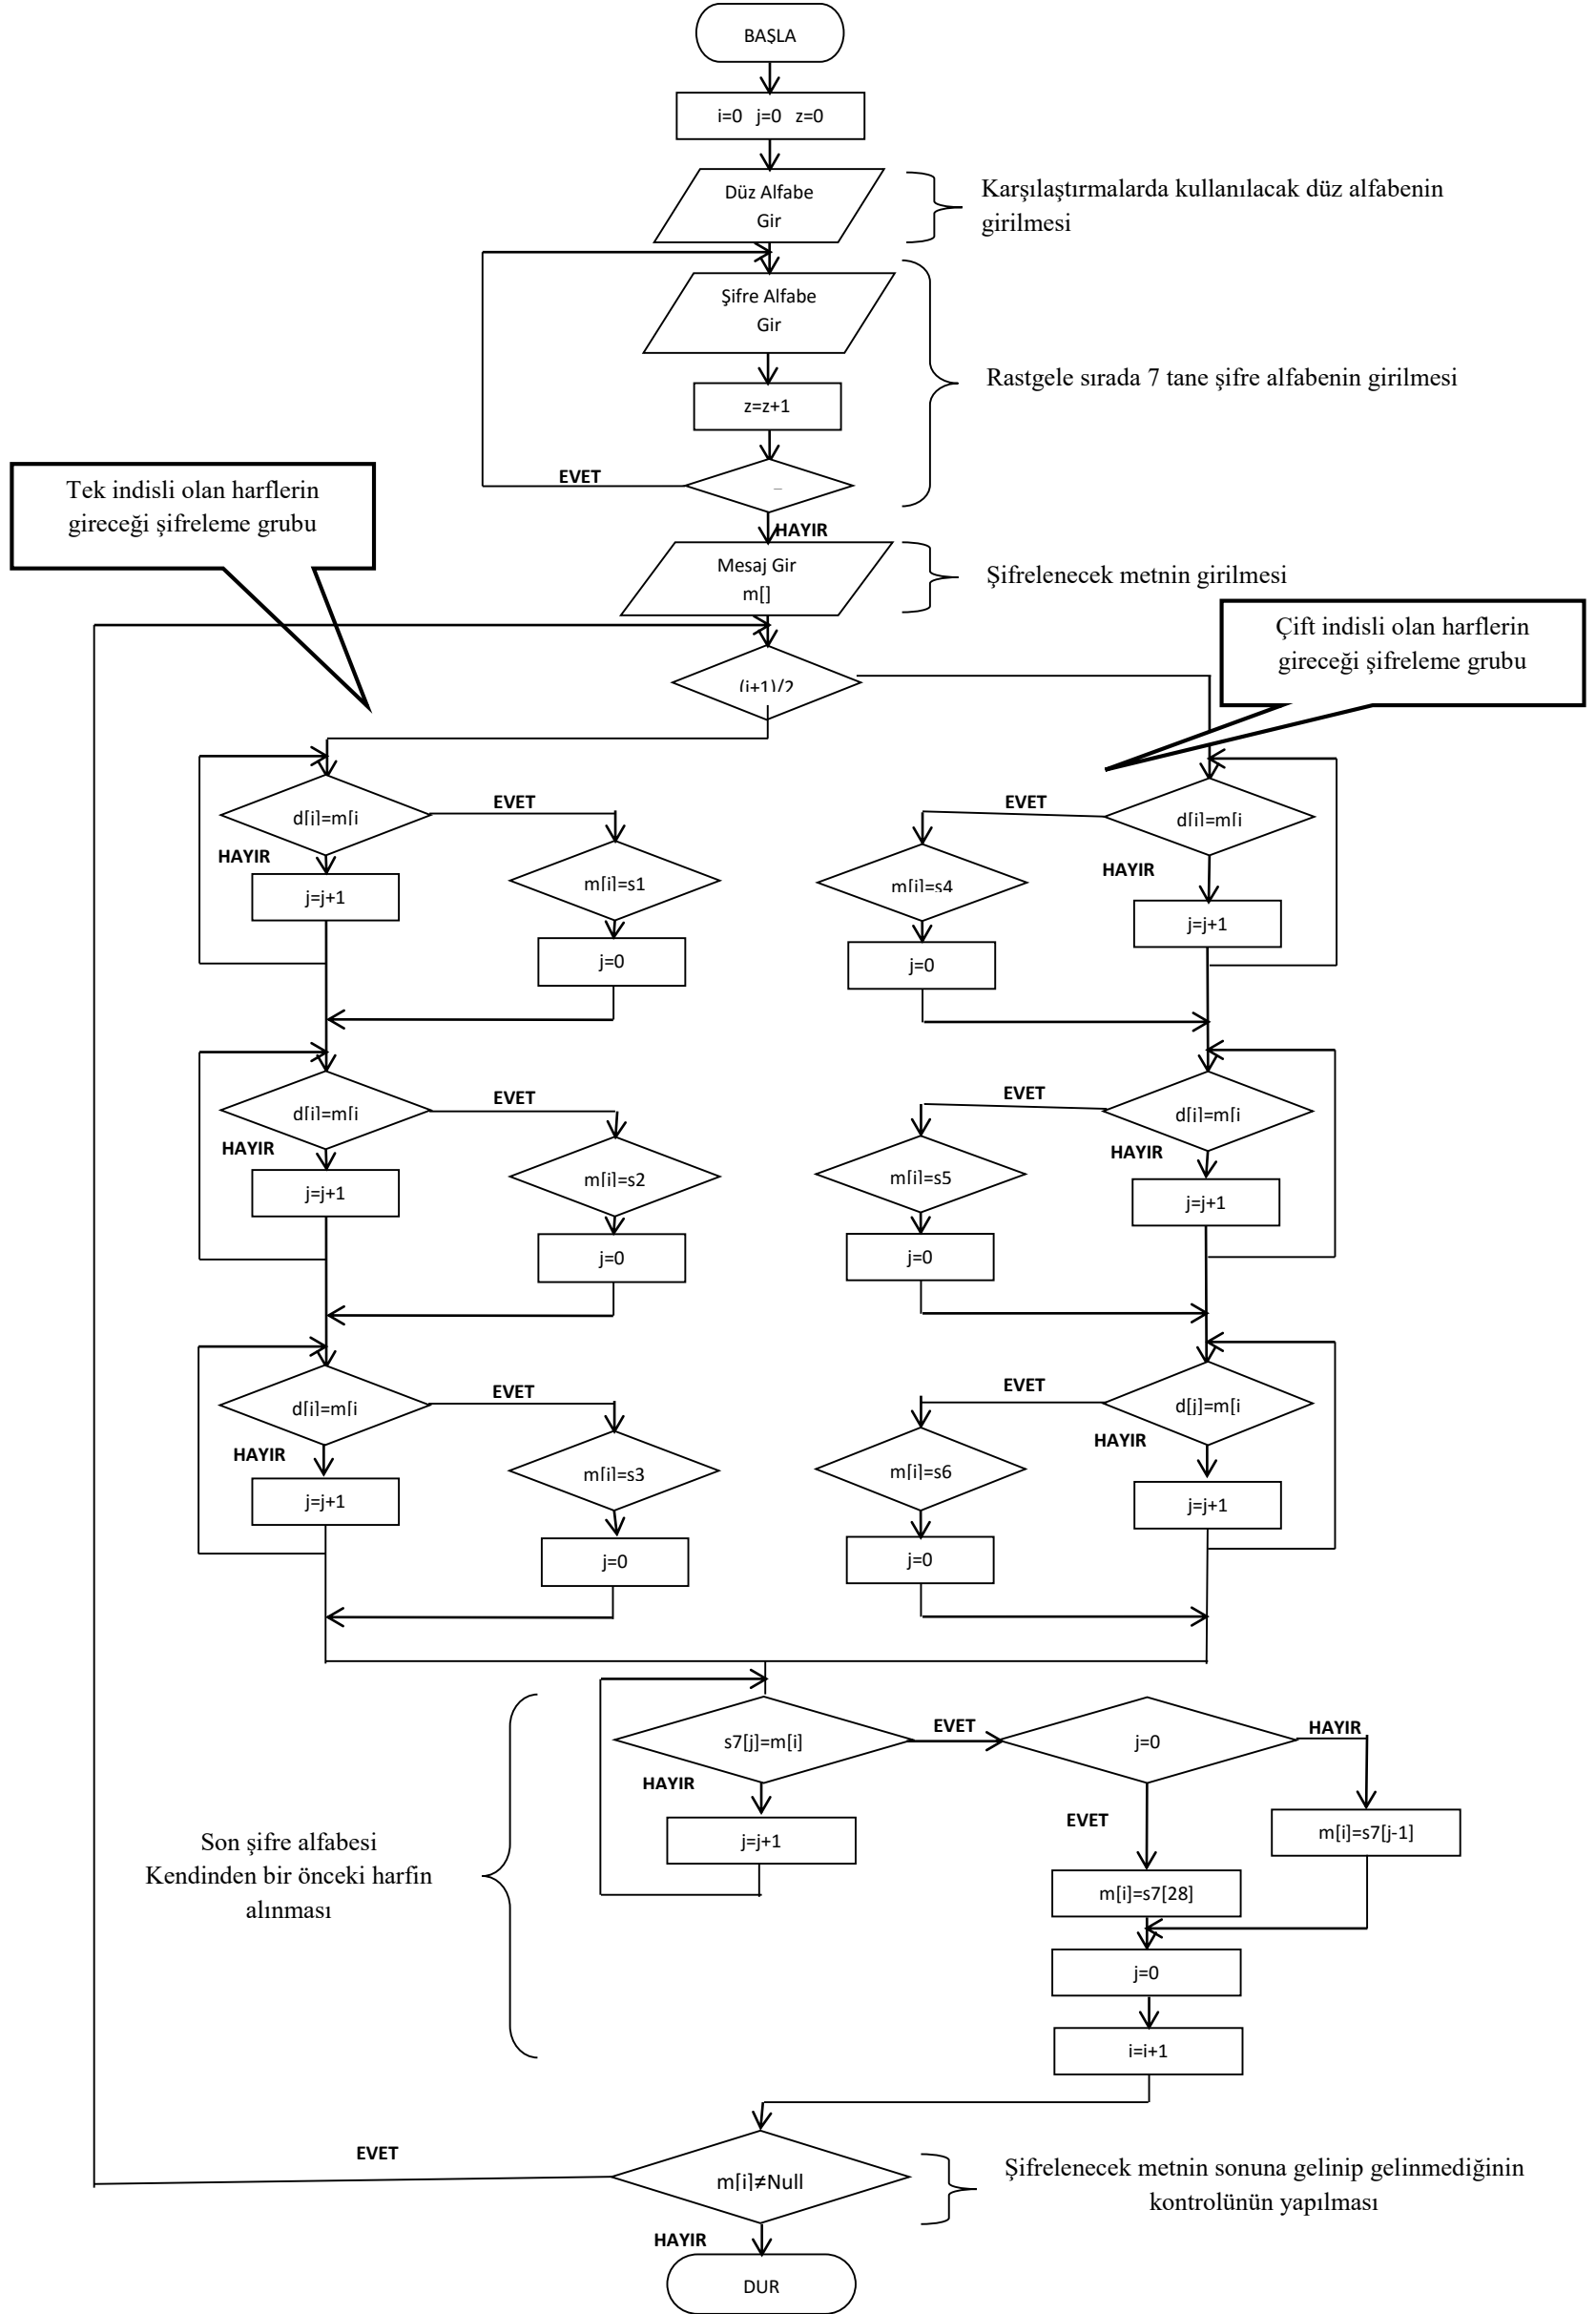 BAŞLA
i=0 j=0 z=0
Düz Alfabe
Gir
Karşılaştırmalarda kullanılacak düz alfabenin
girilmesi
Şifre Alfabe
Gir
Rastgele sırada 7 tane şifre alfabenin girilmesi
z=z+1
EVET
HAYIR
Tek indisli olan harflerin
gireceği şifreleme grubu
Mesaj Gir
m[]
Şifrelenecek metnin girilmesi
Çift indisli olan harflerin
gireceği şifreleme grubu
(i+1)/2
d[j]=m[i
EVET
HAYIR
j=j+1
m[i]=s1
j=0
EVET
d[j]=m[i
HAYIR
m[i]=s4
j=j+1
j=0
d[j]=m[i
EVET
HAYIR
j=j+1
m[i]=s2
j=0
EVET
d[j]=m[i
HAYIR
m[i]=s5
j=j+1
j=0
d[j]=m[i
EVET
HAYIR
j=j+1
m[i]=s3
j=0
EVET
d[j]=m[i
HAYIR
m[i]=s6
j=j+1
j=0
s7[j]=m[i]
EVET
j=0
HAYIR
HAYIR
j=j+1
EVET
m[i]=s7[j-1]
Son şifre alfabesi
Kendinden bir önceki harfin
alınması
m[i]=s7[28]
j=0
i=i+1
EVET
m[i]≠Null
Şifrelenecek metnin sonuna gelinip gelinmediğinin
kontrolünün yapılması
HAYIR
DUR